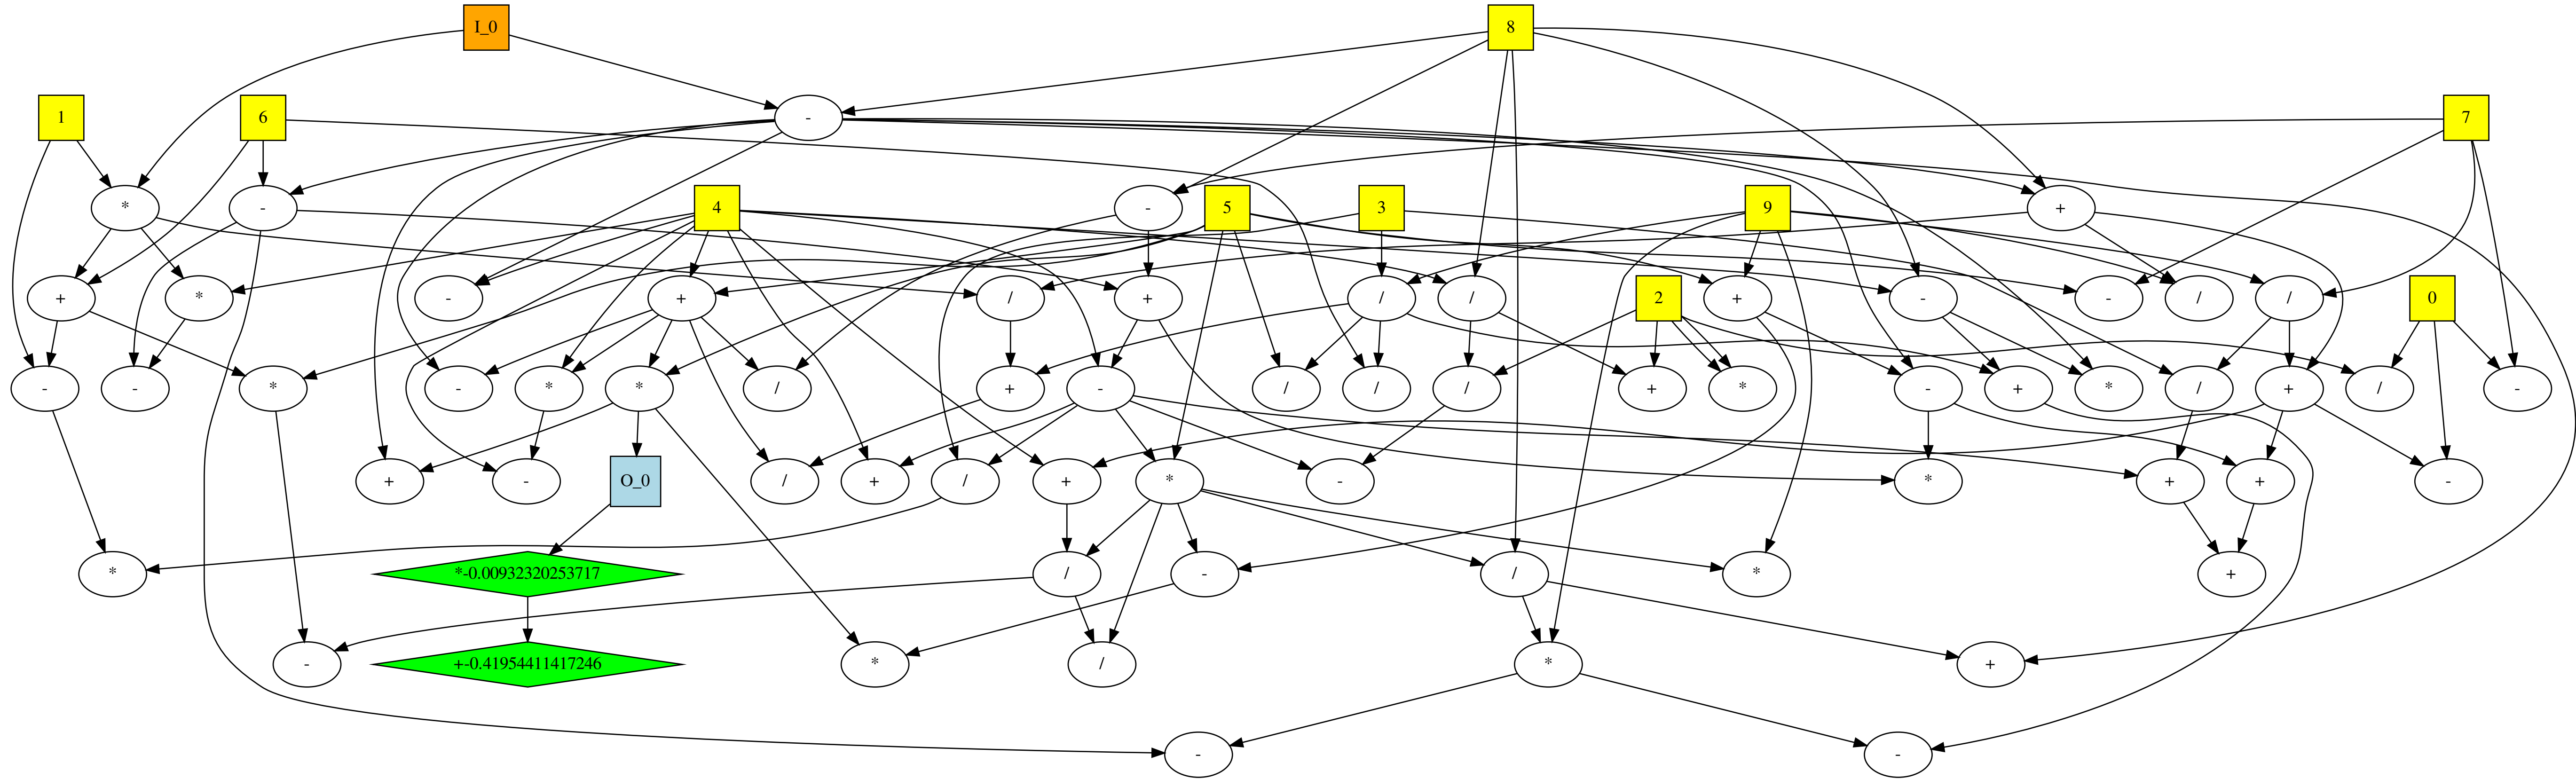 I_0 8
1 6 - 7
* - 4 - 5 3 9 +
+ * - + / + / / 2 + - - / / 0
- - * - * * / + - / / / + * - + * / + / -
+ - O_0 / + / + * - * + + -
* *-0.00932320253717 / - / * +
- +-0.41954411417246 * / * +
- -